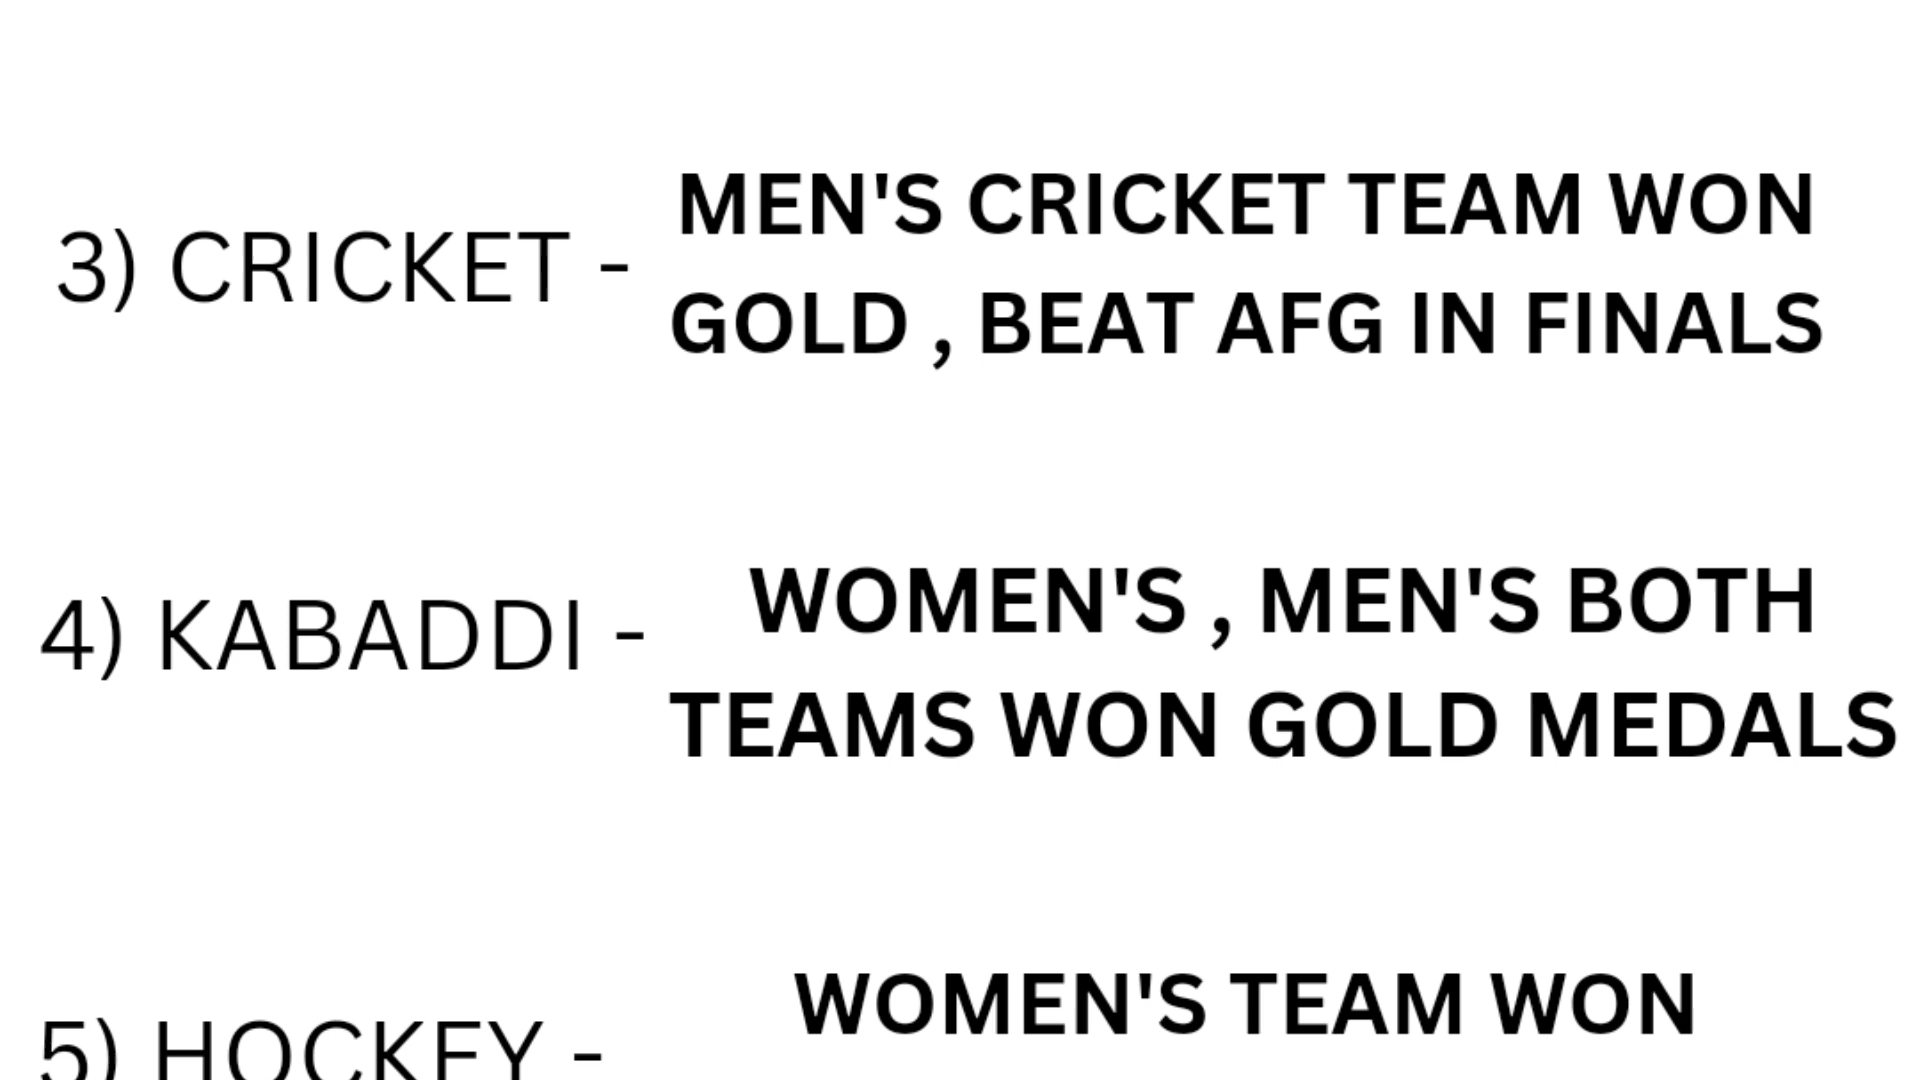 3) CRICKET -
MEN'S CRICKET TEAM WON
GOLD , BEAT AFG IN FINALS
4) KABADDI -
WOMEN'S , MEN'S BOTH
TEAMS WON GOLD MEDALS
5) HOCKEY -
WOMEN'S TEAM WON